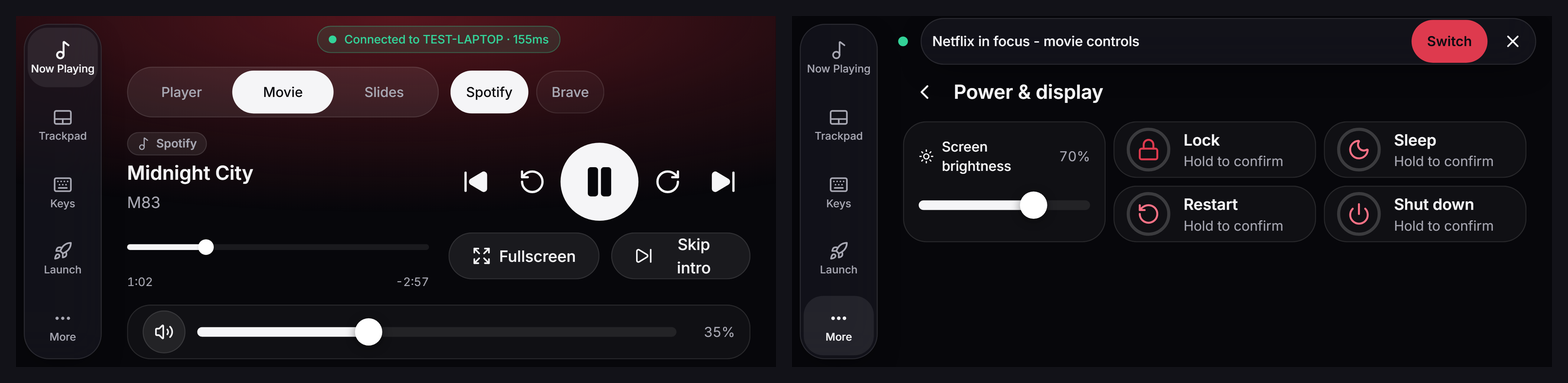 Connected to TEST-LAPTOP · 155ms
Now Playing
Trackpad
Keys
Launch
More
Player Movie Slides Spotify Brave
Spotify
Midnight City
M83
1:02 -2:57
Fullscreen
Skip
intro
35%
Netflix in focus - movie controls Switch
Now Playing
Trackpad
Keys
Launch
More
Power & display
Screen
brightness
70%
Lock
Hold to confirm
Sleep
Hold to confirm
Restart
Hold to confirm
Shut down
Hold to confirm